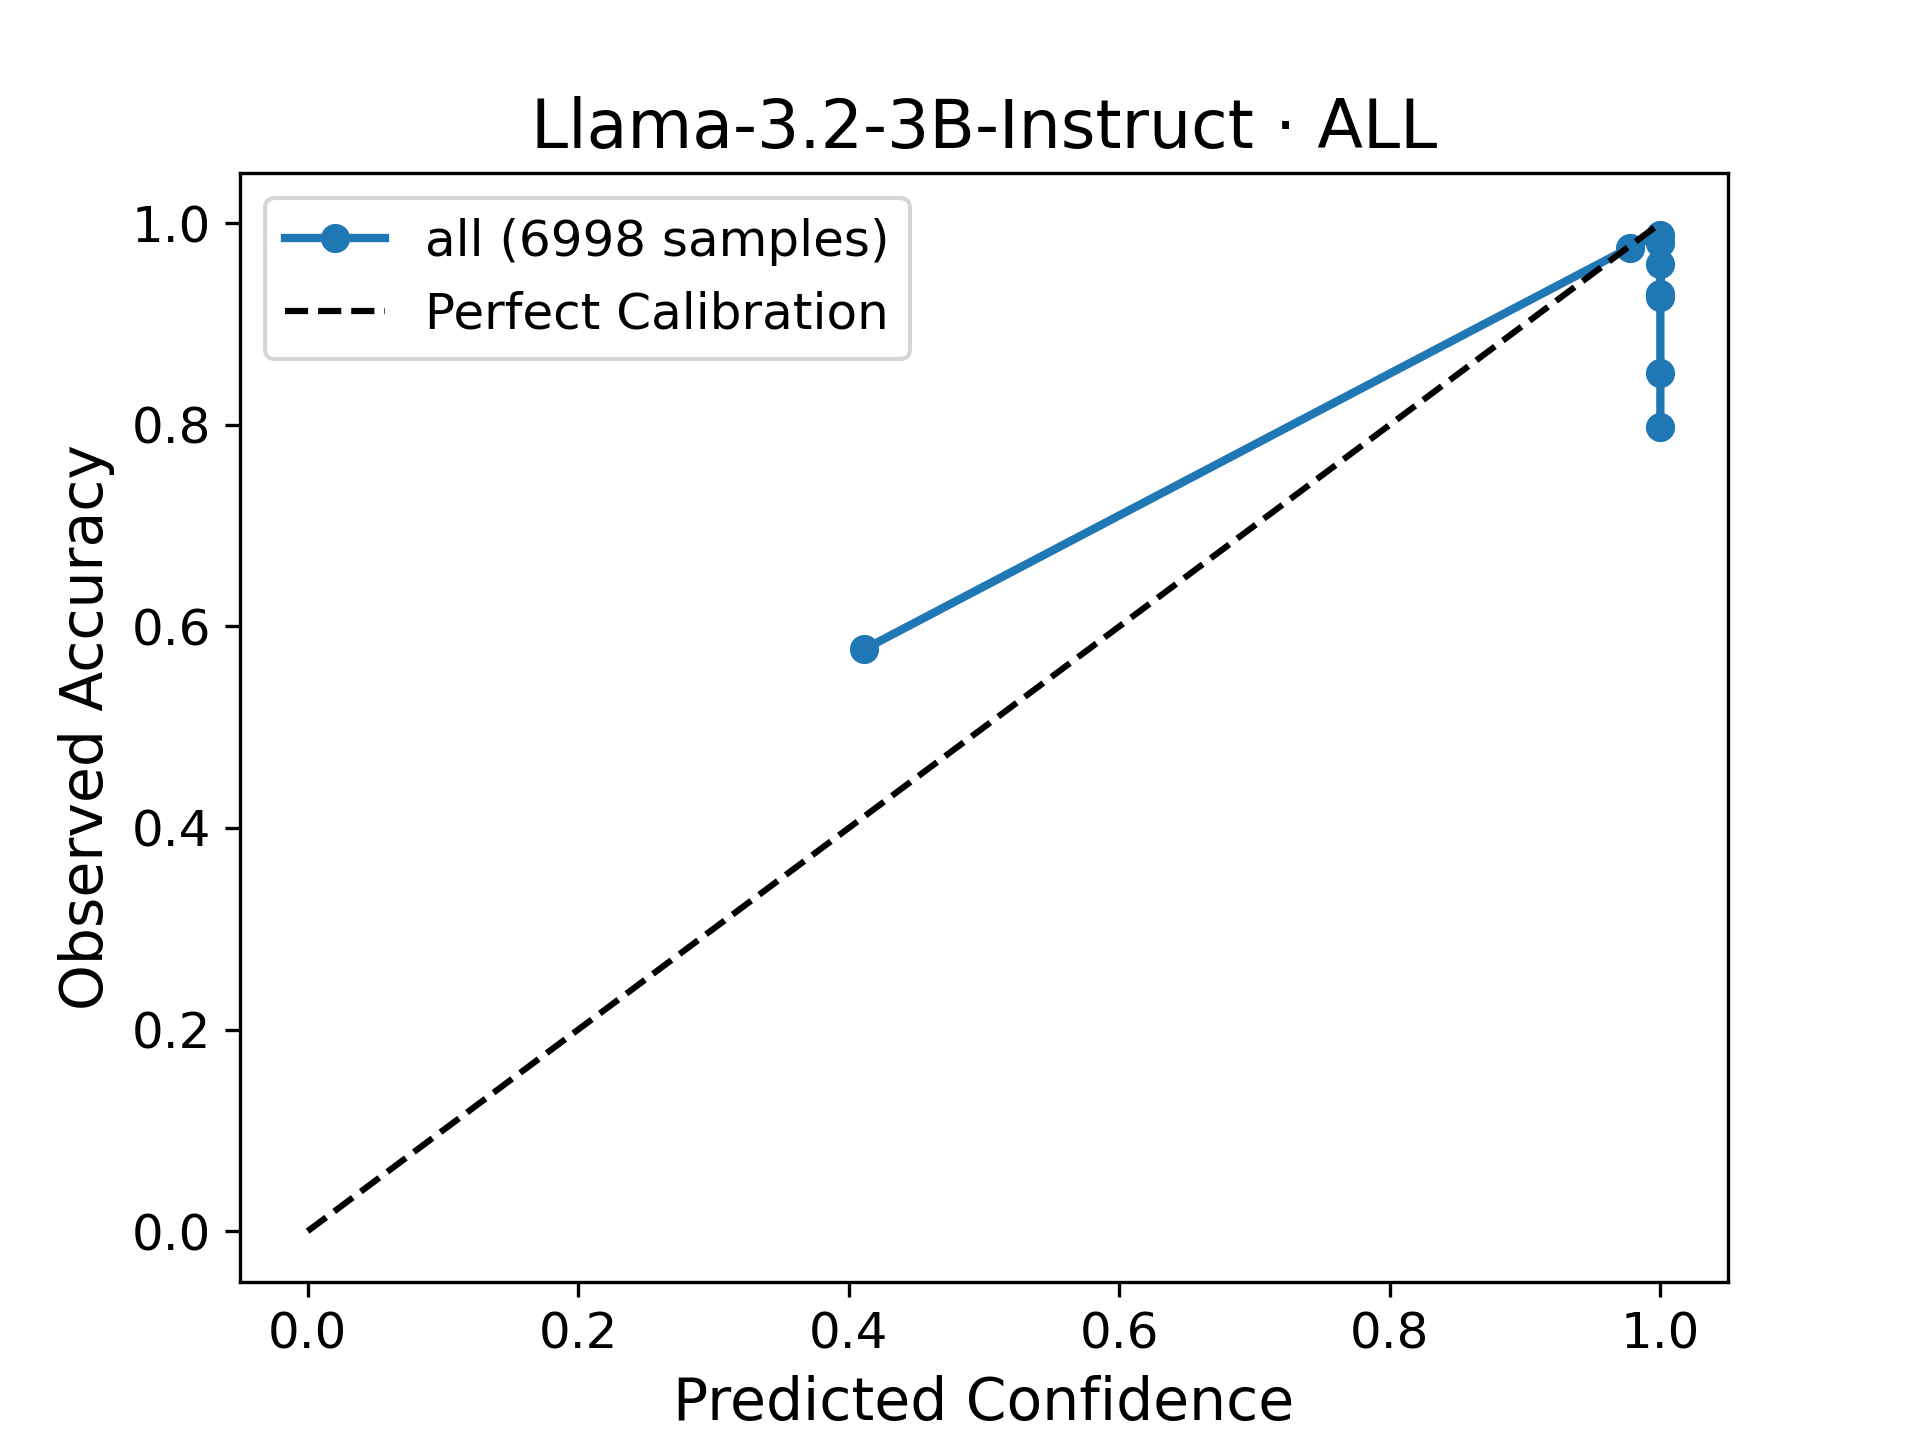 Llama-3.2-3B-Instruct · ALL
all (6998 samples)
Perfect Calibration
Observed Accuracy
1.0
0.8
0.6
0.4
0.2
0.0
0.0 0.2 0.4 0.6 0.8 1.0
Predicted Confidence